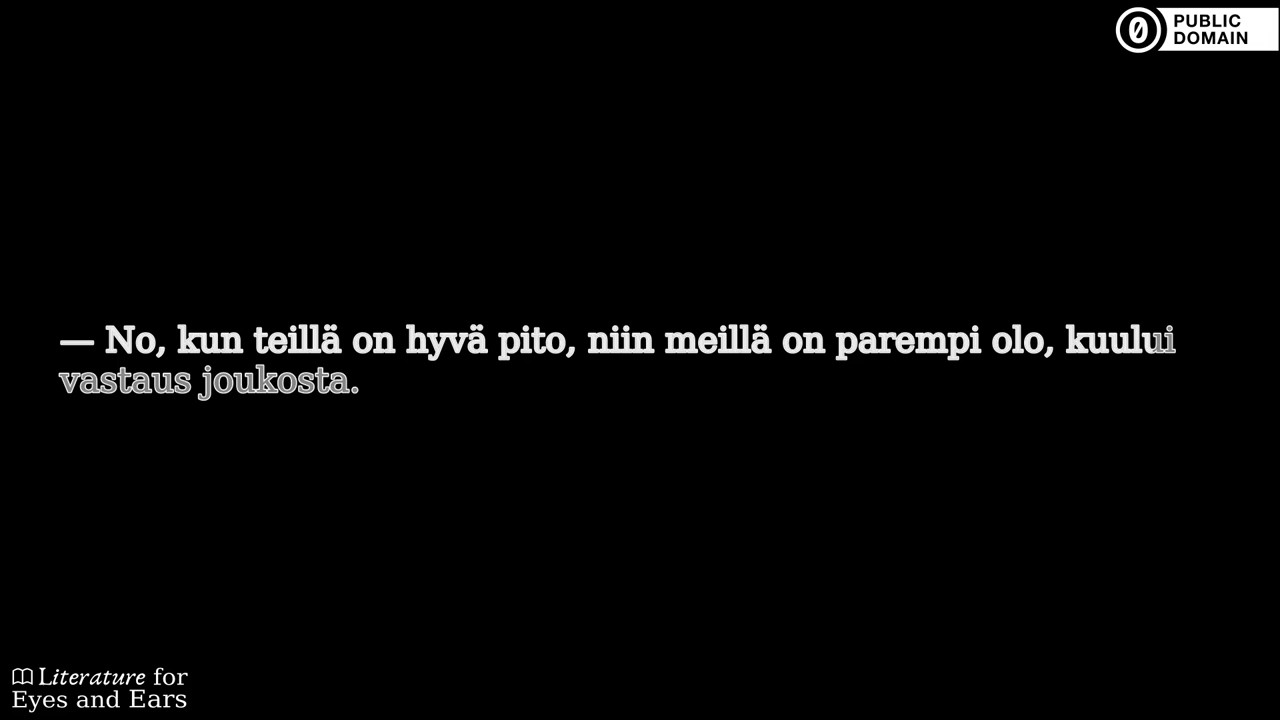 PUBLIC
DOMAIN
— No, kun teillä on hyvä pito, niin meillä on parempi olo, kuului
vastaus joukosta.
Literature for
Eyes and Ears